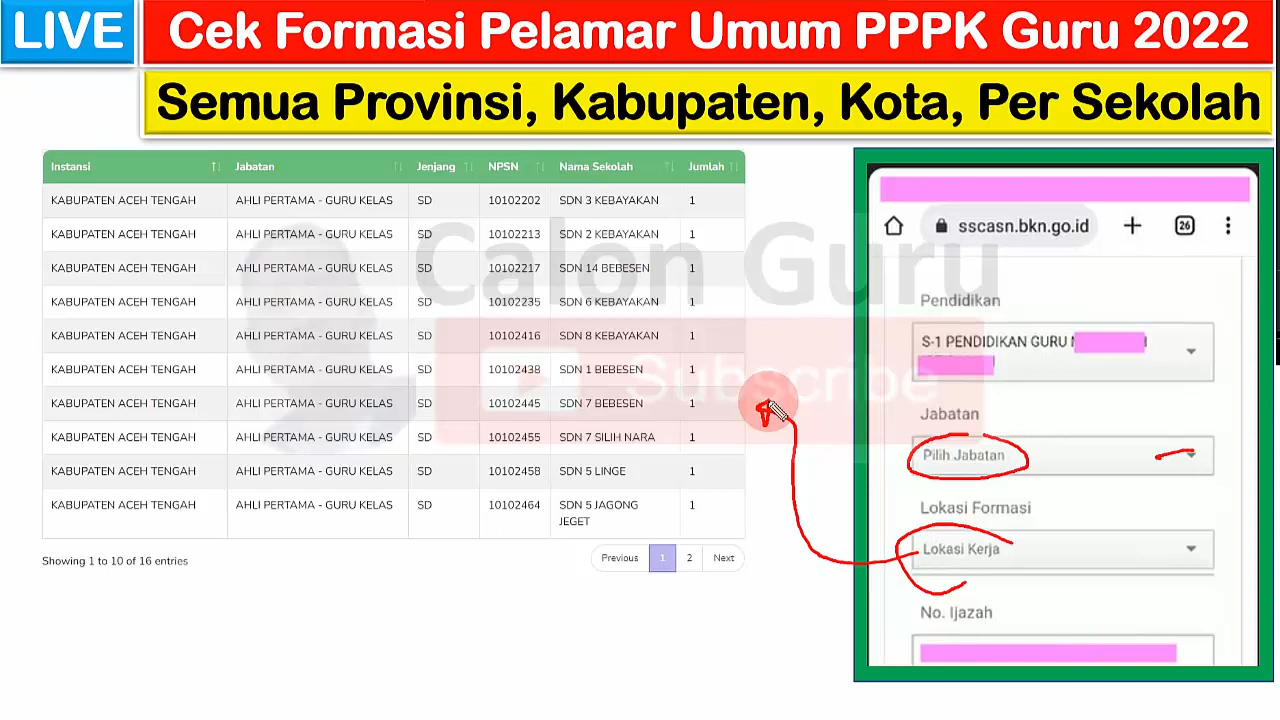 LIVE
Cek Formasi Pelamar Umum PPPK Guru 2022
Semua Provinsi, Kabupaten, Kota, Per Sekolah
Instansi Jabatan Jenjang NPSN Nama Sekolah Jumlah
KABUPATEN ACEH TENGAH AHLI PERTAMA - GURU KELAS SD 10102202 SDN 3 KEBAYAKAN 1
KABUPATEN ACEH TENGAH AHLI PERTAMA - GURU KELAS SD 10102213 SDN 2 KEBAYAKAN 1
KABUPATEN ACEH TENGAH AHLI PERTAMA - GURU KELAS SD 10102217 SDN 14 BEBESEN 1
KABUPATEN ACEH TENGAH AHLI PERTAMA - GURU KELAS SD 10102235 SDN 6 KEBAYAKAN 1
KABUPATEN ACEH TENGAH AHLI PERTAMA - GURU KELAS SD 10102416 SDN 8 KEBAYAKAN 1
KABUPATEN ACEH TENGAH AHLI PERTAMA - GURU KELAS SD 10102438 SDN 1 BEBESEN 1
KABUPATEN ACEH TENGAH AHLI PERTAMA - GURU KELAS SD 10102445 SDN 7 BEBESEN 1
KABUPATEN ACEH TENGAH AHLI PERTAMA - GURU KELAS SD 10102455 SDN 7 SILIH NARA 1
KABUPATEN ACEH TENGAH AHLI PERTAMA - GURU KELAS SD 10102458 SDN 5 LINGE 1
KABUPATEN ACEH TENGAH AHLI PERTAMA - GURU KELAS SD 10102464 SDN 5 JAGONG 1
JEGET
Showing 1 to 10 of 16 entries
Previous 1 2 Next
Calon Guru
Subscribe
sscasn.bkn.go.id 26
Pendidikan
S-1 PENDIDIKAN GURU
Jabatan
Pilih Jabatan
Lokasi Formasi
Lokasi Kerja
No. Ijazah